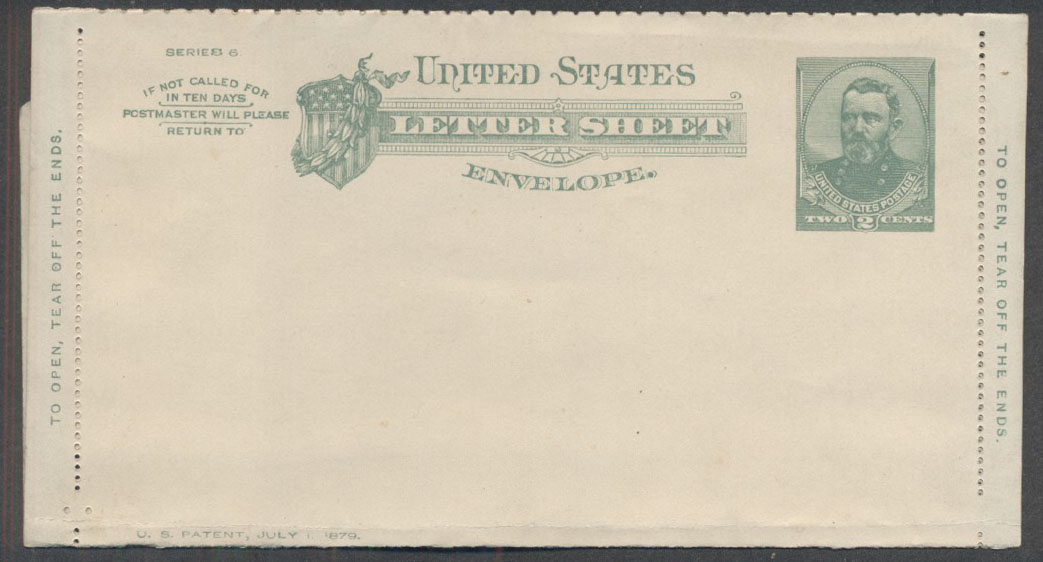 SERIES 6
IF NOT CALLED FOR
IN TEN DAYS
POSTMASTER WILL PLEASE
RETURN TO
UNITED STATES
LETTER SHEET
ENVELOPE.
UNITED STATES POSTAGE
TWO 2 CENTS
TO OPEN, TEAR OFF THE ENDS.
TO OPEN, TEAR OFF THE ENDS.
U. S. PATENT, JULY 1, 1879.